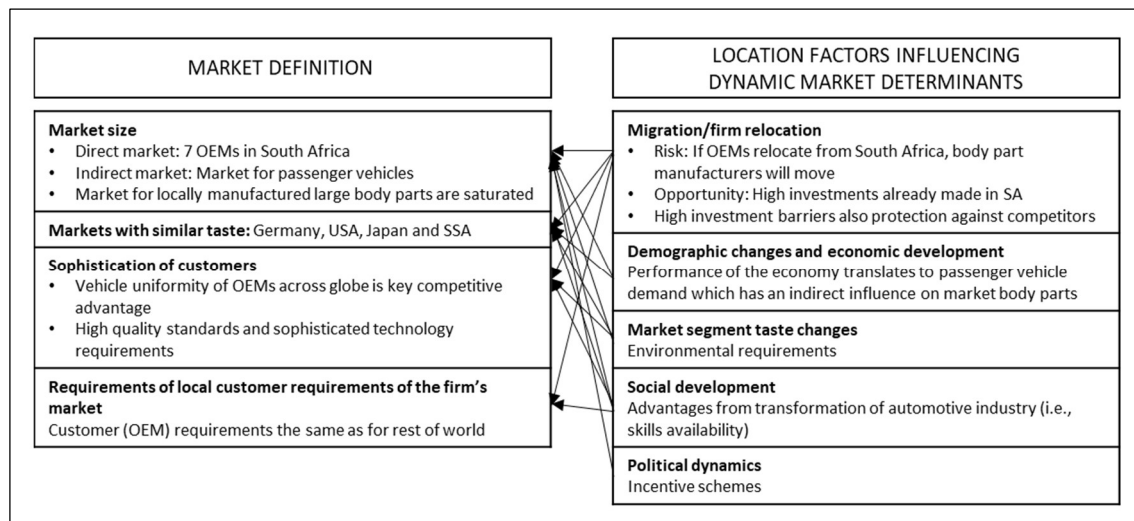 MARKET DEFINITION
Market size
• Direct market: 7 OEMs in South Africa
• Indirect market: Market for passenger vehicles
• Market for locally manufactured large body parts are saturated
Markets with similar taste: Germany, USA, Japan and SSA
Sophistication of customers
• Vehicle uniformity of OEMs across globe is key competitive
advantage
• High quality standards and sophisticated technology
requirements
Requirements of local customer requirements of the firm's
market
Customer (OEM) requirements the same as for rest of world
LOCATION FACTORS INFLUENCING
DYNAMIC MARKET DETERMINANTS
Migration/firm relocation
• Risk: If OEMs relocate from South Africa, body part
manufacturers will move
• Opportunity: High investments already made in SA
• High investment barriers also protection against competitors
Demographic changes and economic development
Performance of the economy translates to passenger vehicle
demand which has an indirect influence on market body parts
Market segment taste changes
Environmental requirements
Social development
Advantages from transformation of automotive industry (i.e.,
skills availability)
Political dynamics
Incentive schemes